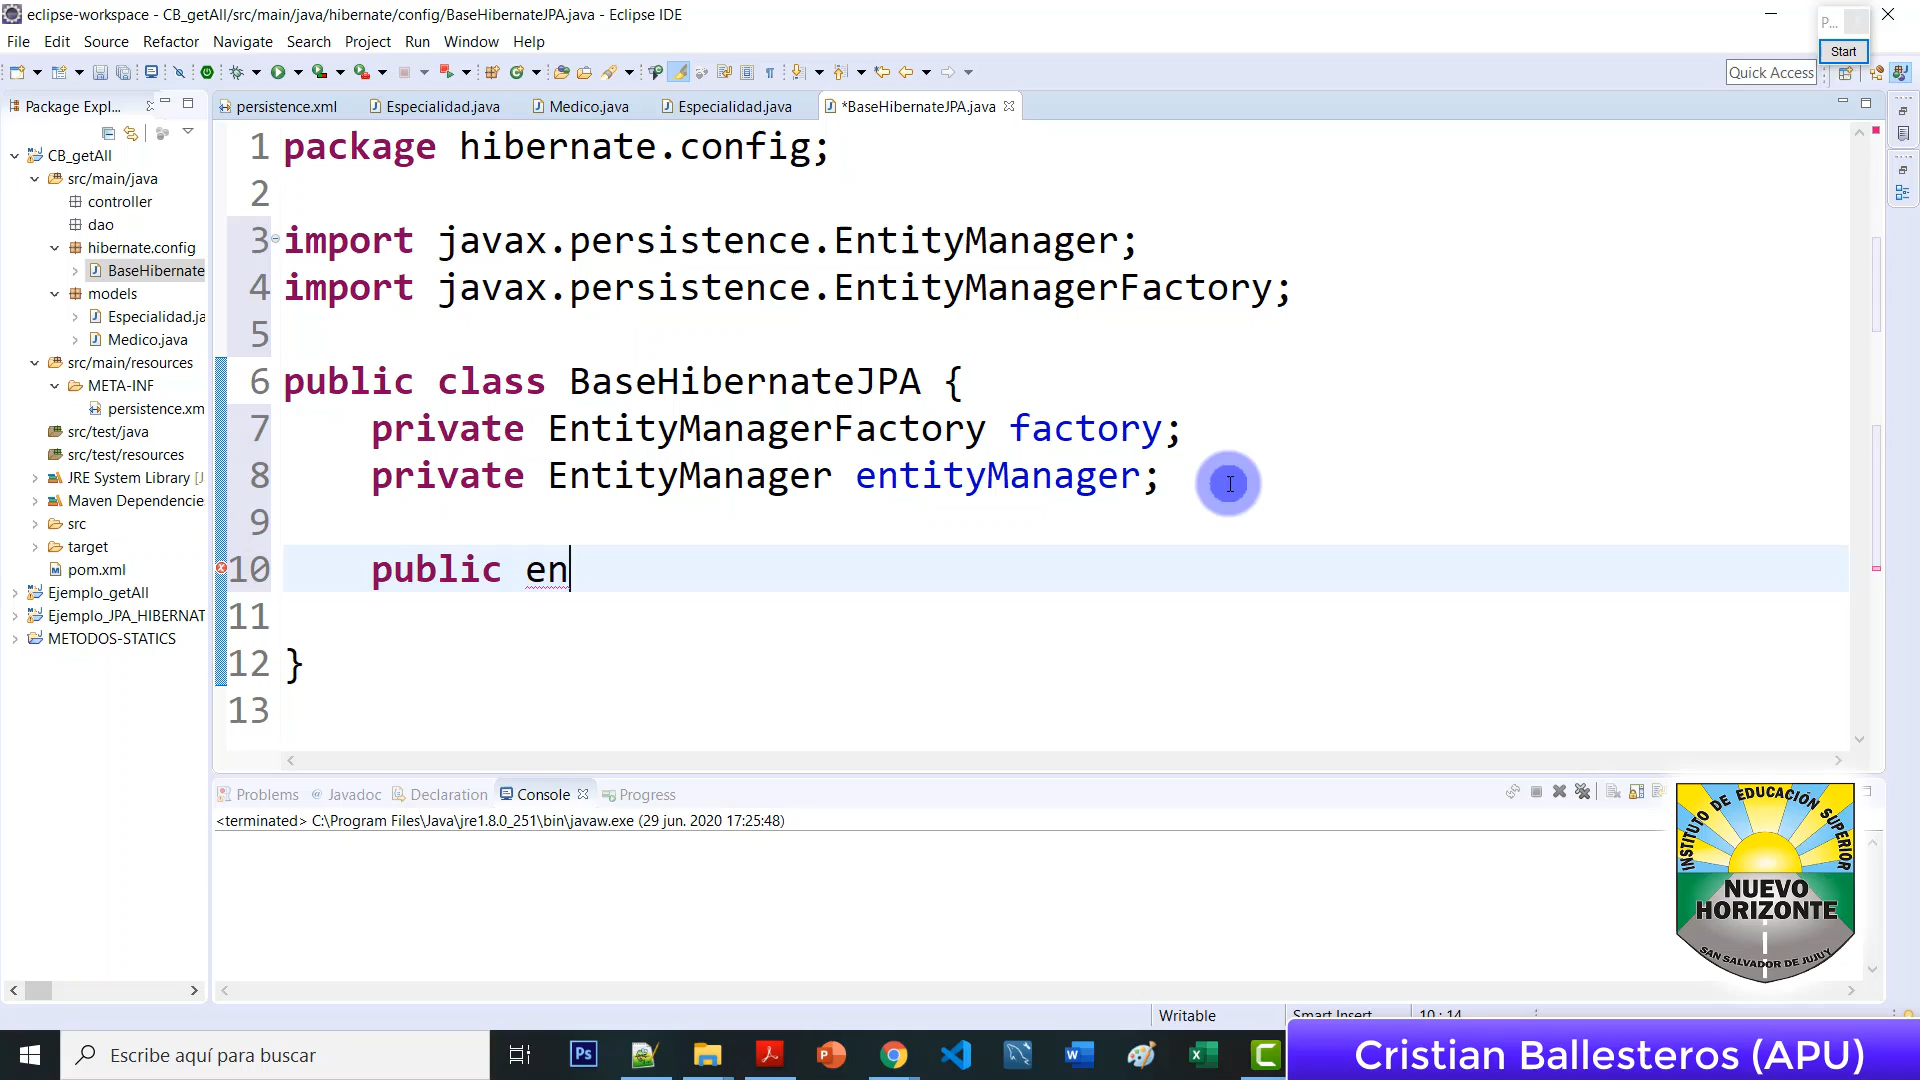 eclipse-workspace - CB_getAll/src/main/java/hibernate/config/BaseHibernateJPA.java - Eclipse IDE
P...
Start
File Edit Source Refactor Navigate Search Project Run Window Help
Quick Access
Package Expl...
persistence.xml Especialidad.java Medico.java Especialidad.java *BaseHibernateJPA.java
CB_getAll
src/main/java
controller
dao
hibernate.config
BaseHibernate
models
Especialidad.ja
Medico.java
src/main/resources
META-INF
persistence.xm
src/test/java
src/test/resources
JRE System Library [J
Maven Dependencie
src
target
pom.xml
Ejemplo_getAll
Ejemplo_JPA_HIBERNAT
METODOS-STATICS
1 package hibernate.config;
2
3 import javax.persistence.EntityManager;
4 import javax.persistence.EntityManagerFactory;
5
6 public class BaseHibernateJPA {
7 private EntityManagerFactory factory;
8 private EntityManager entityManager;
9
10 public en
11
12 }
13
Problems @ Javadoc Declaration Console Progress
<terminated> C:\Program Files\Java\jre1.8.0_251\bin\javaw.exe (29 jun. 2020 17:25:48)
INSTITUTO DE EDUCACIÓN SUPERIOR
NUEVO
HORIZONTE
SAN SALVADOR DE JUJUY
Writable Smart Insert 10 : 14
Escribe aquí para buscar
Cristian Ballesteros (APU)